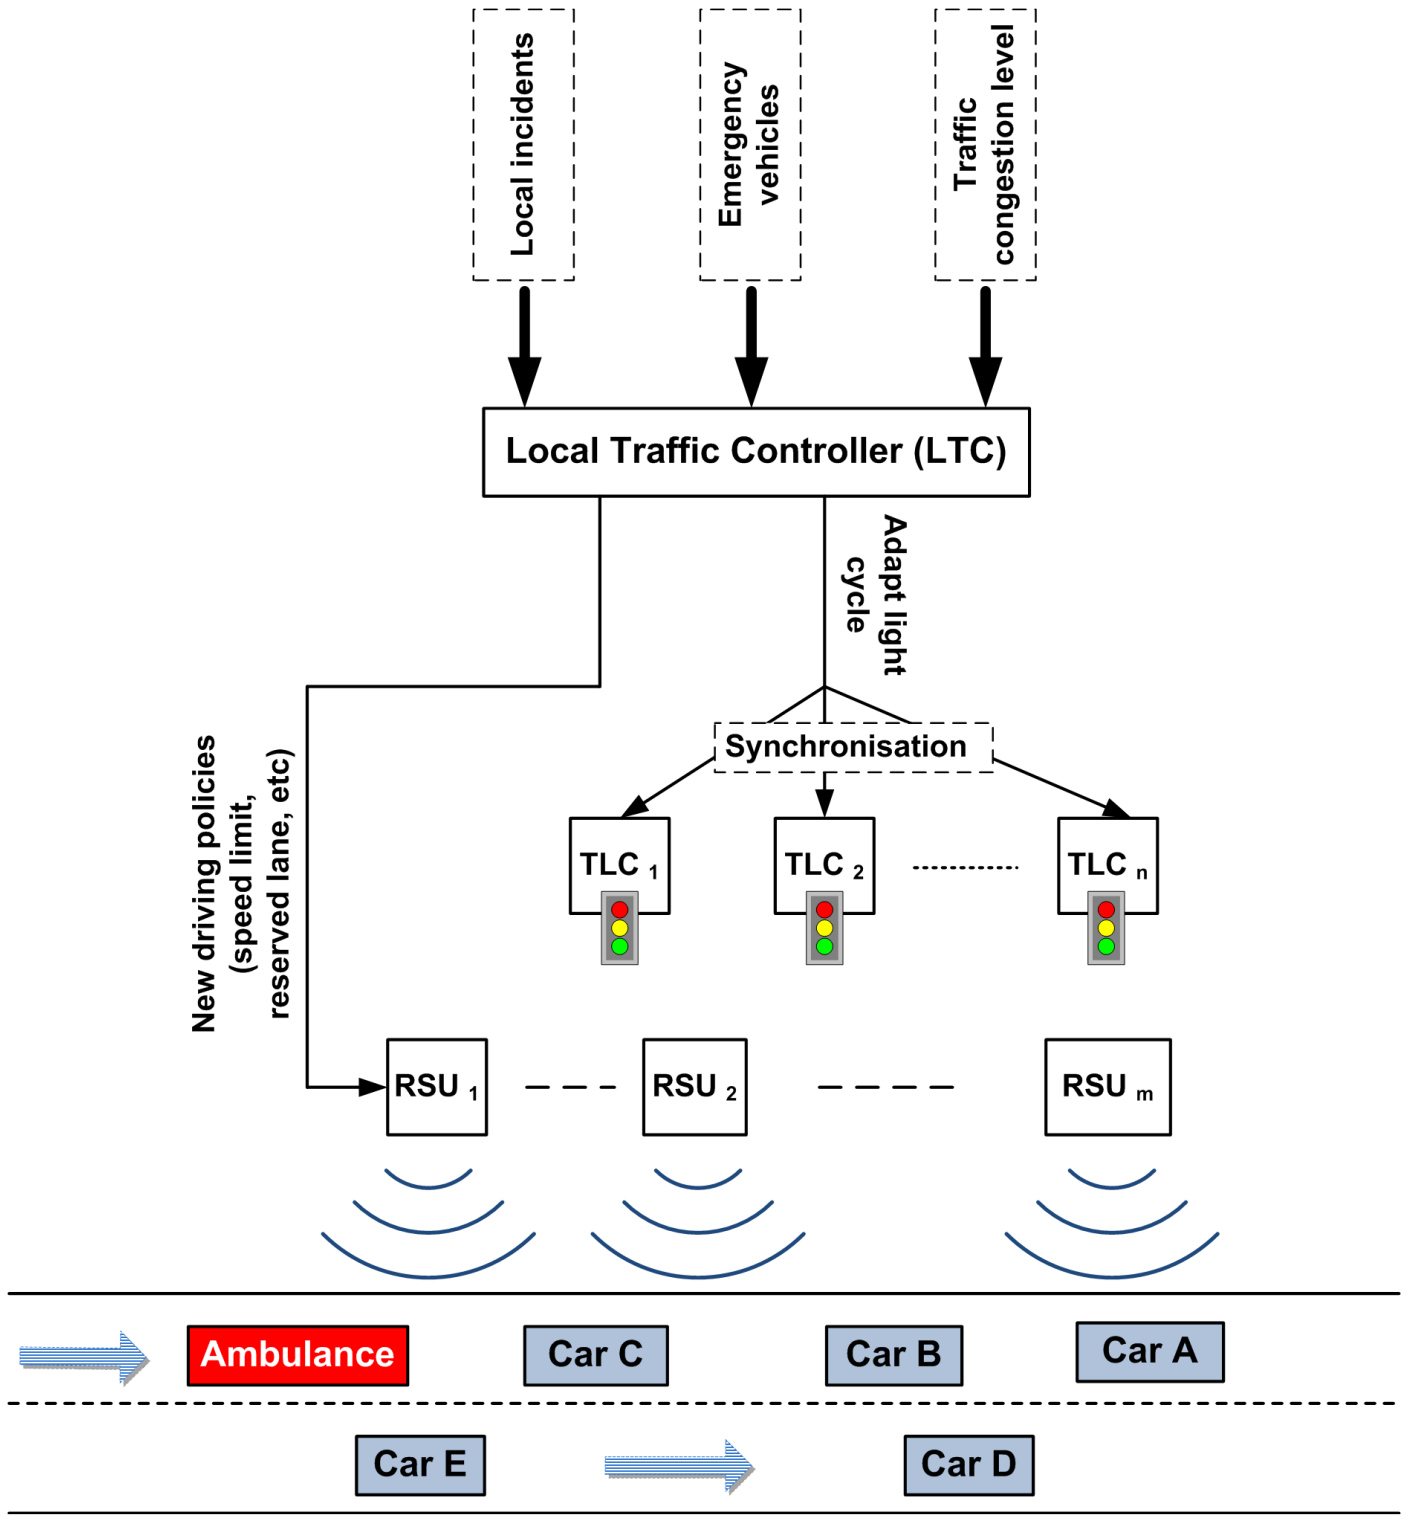 Local incidents
Emergency
vehicles
Traffic
congestion level
Local Traffic Controller (LTC)
Adapt light
cycle
Synchronisation
New driving policies
(speed limit,
reserved lane, etc)
TLC 1
TLC 2
TLC n
RSU 1
RSU 2
RSU m
Ambulance
Car C
Car B
Car A
Car E
Car D